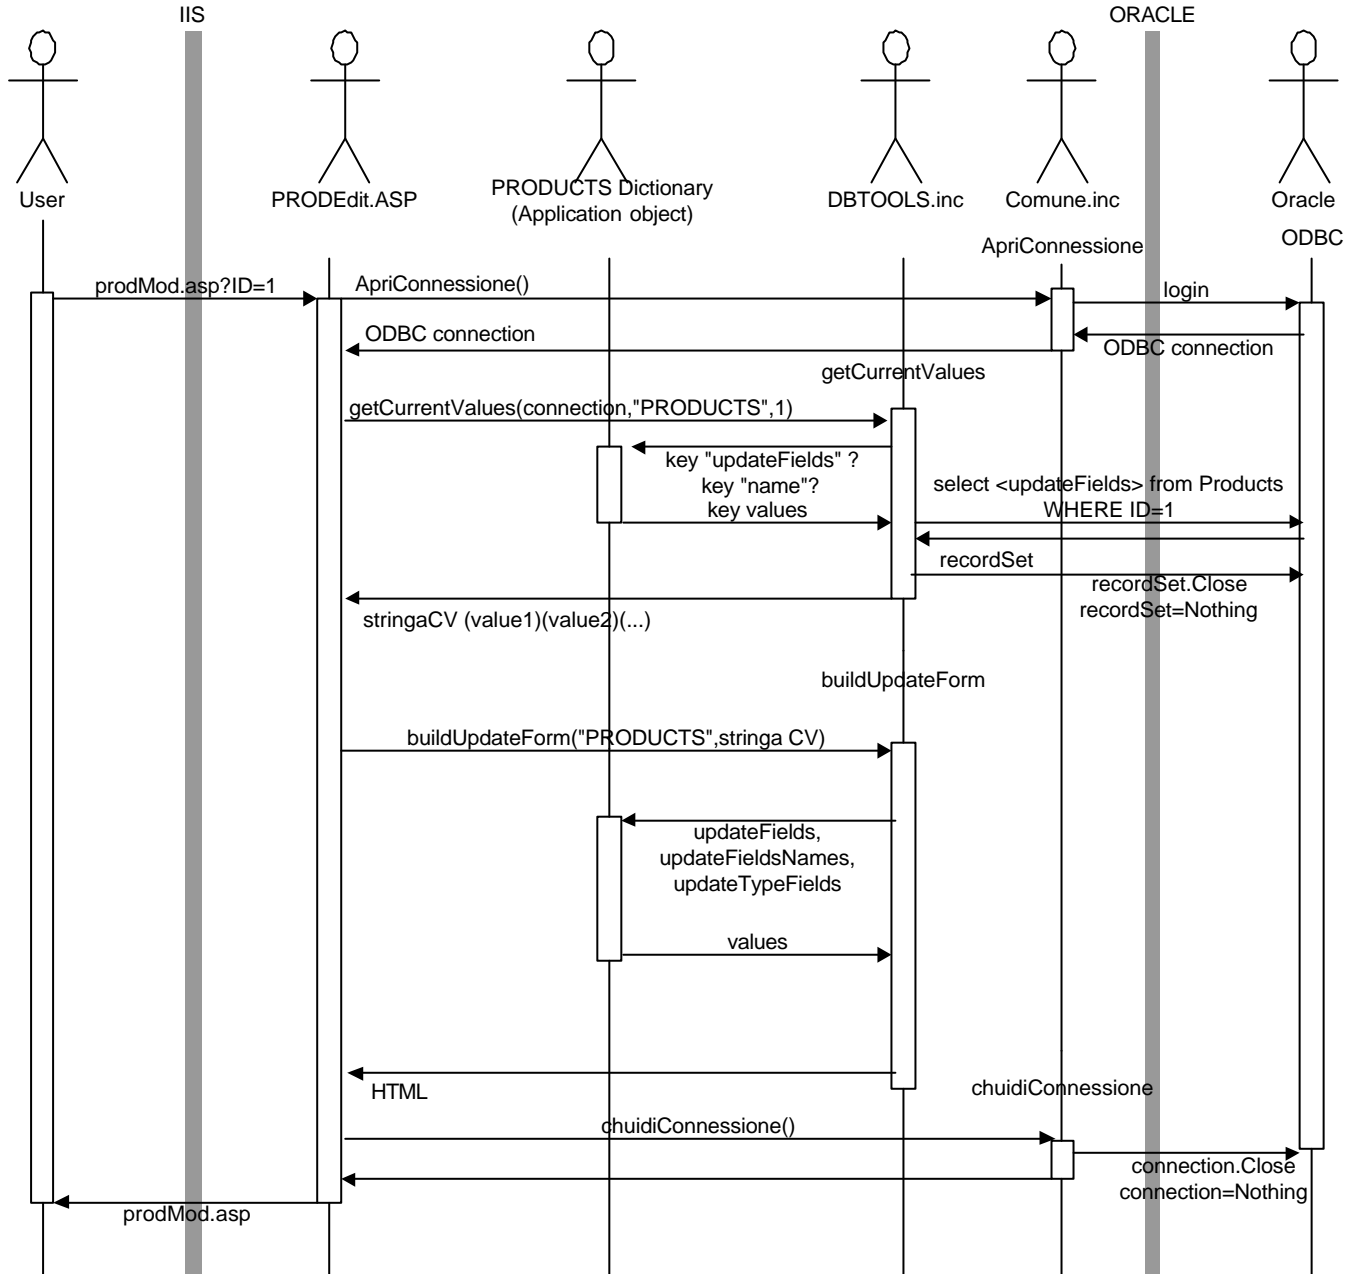 IIS
ORACLE
User
PRODEdit.ASP
PRODUCTS Dictionary
(Application object)
DBTOOLS.inc
Comune.inc
Oracle
ODBC
ApriConnessione
prodMod.asp?ID=1
ApriConnessione()
login
ODBC connection
ODBC connection
getCurrentValues
getCurrentValues(connection,"PRODUCTS",1)
key "updateFields" ?
key "name"?
key values
select <updateFields> from Products
WHERE ID=1
recordSet
recordSet.Close
recordSet=Nothing
stringaCV (value1)(value2)(...)
buildUpdateForm
buildUpdateForm("PRODUCTS",stringa CV)
updateFields,
updateFieldsNames,
updateTypeFields
values
HTML
chuidiConnessione
chuidiConnessione()
connection.Close
connection=Nothing
prodMod.asp